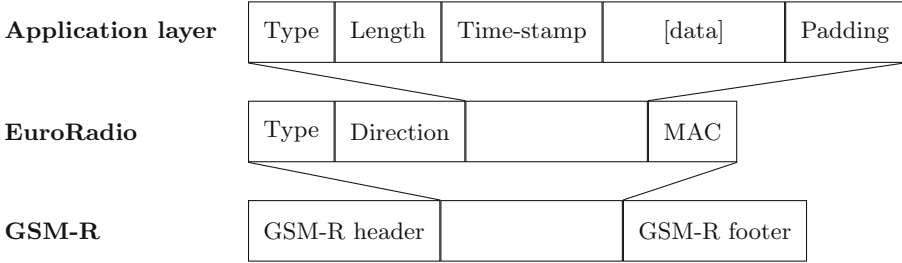 Application layer Type Length Time-stamp [data] Padding
EuroRadio Type Direction MAC
GSM-R GSM-R header GSM-R footer